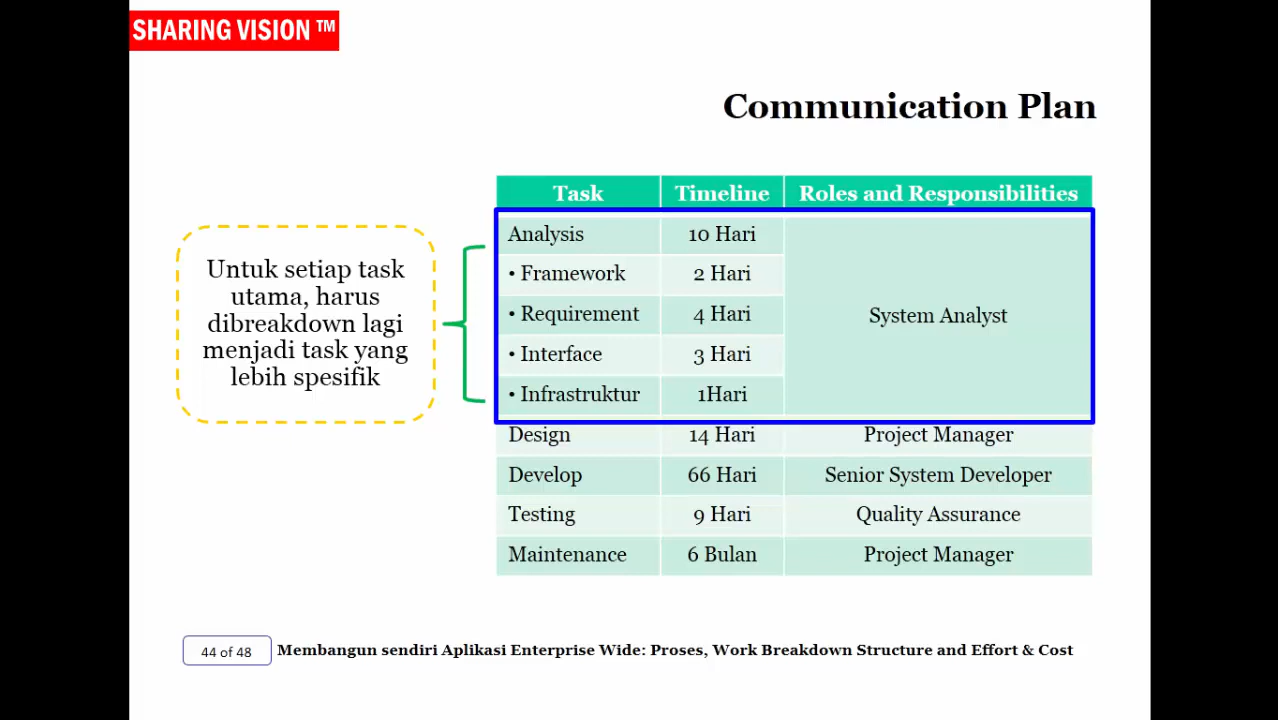 SHARING VISION ™
Communication Plan
Untuk setiap task
utama, harus
dibreakdown lagi
menjadi task yang
lebih spesifik
Task Timeline Roles and Responsibilities
Analysis 10 Hari
• Framework 2 Hari
• Requirement 4 Hari
System Analyst
• Interface 3 Hari
• Infrastruktur 1Hari
Design 14 Hari Project Manager
Develop 66 Hari Senior System Developer
Testing 9 Hari Quality Assurance
Maintenance 6 Bulan Project Manager
44 of 48 Membangun sendiri Aplikasi Enterprise Wide: Proses, Work Breakdown Structure and Effort & Cost